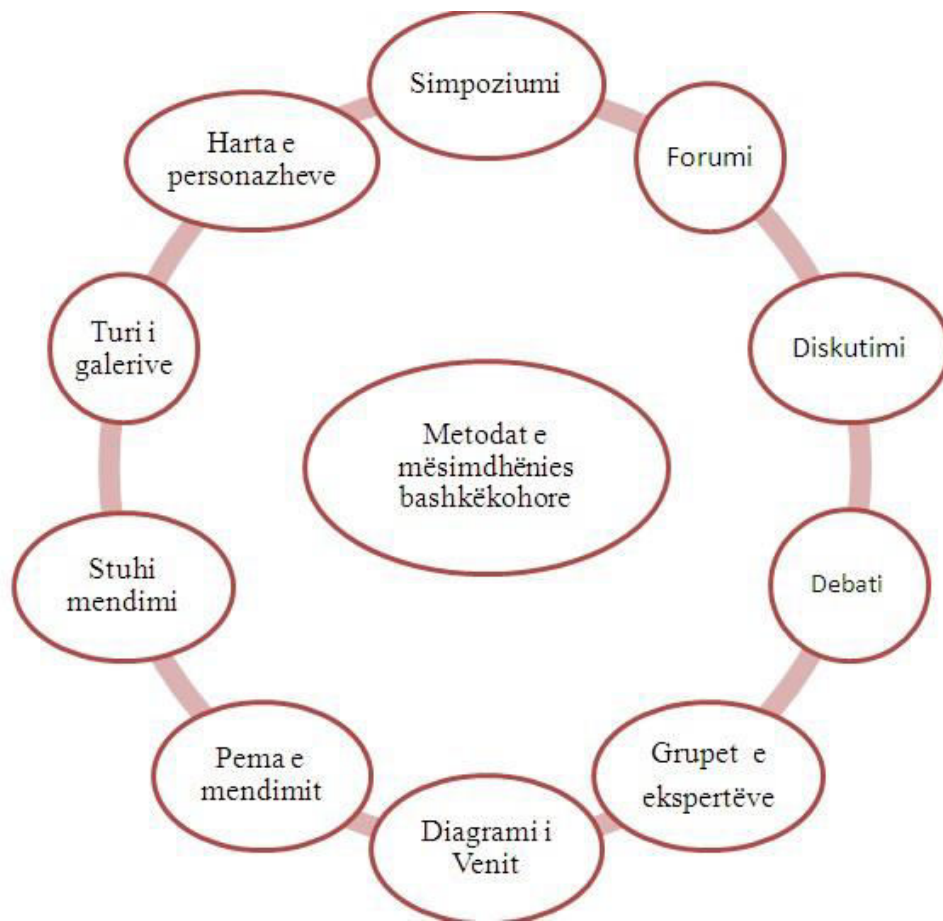 Simpoziumi
Forumi
Diskutimi
Debati
Grupet e
ekspertëve
Diagrami i
Venit
Pema e
mendimit
Stuhi
mendimi
Turi i
galerive
Harta e
personazheve
Metodat e
mësimdhënies
bashkëkohore